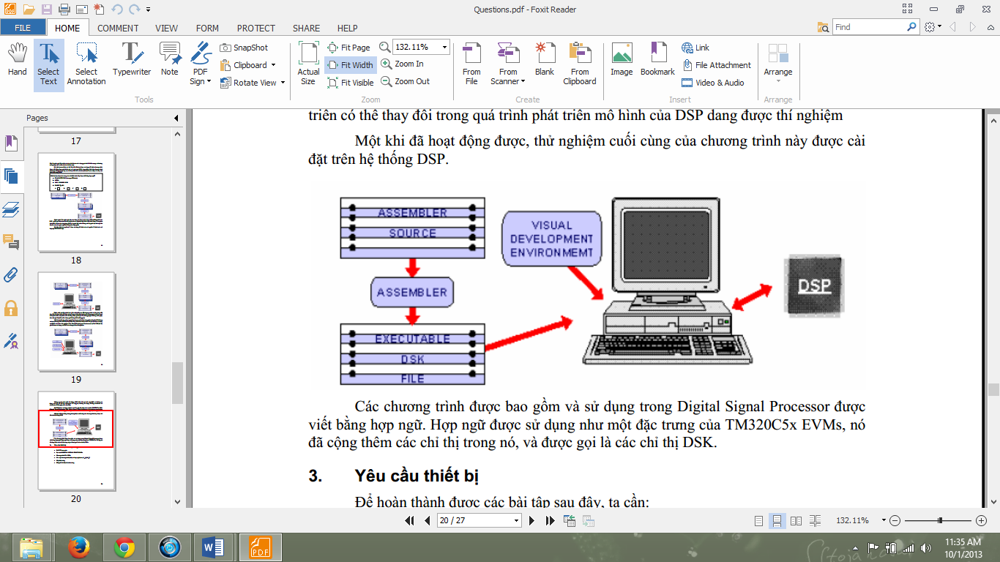 Questions.pdf - Foxit Reader
FILE HOME COMMENT VIEW FORM PROTECT SHARE HELP
Find
Hand
Select Text
Select Annotation
Typewriter
Note
PDF Sign
SnapShot
Clipboard
Rotate View
Tools
Actual Size
Fit Page
Fit Width
Fit Visible
132.11%
Zoom In
Zoom Out
Zoom
From File
From Scanner
Blank
From Clipboard
Create
Image
Bookmark
Link
File Attachment
Video & Audio
Insert
Arrange
Arrange
Pages
17
18
19
20
triên có thê thay đôi trong quá trình phát triên mô hình của DSP dang được thí nghiệm
Một khi đã hoạt động được, thử nghiệm cuối cùng của chương trình này được cài
đặt trên hệ thống DSP.
ASSEMBLER
SOURCE
ASSEMBLER
EXECUTABLE
DSK
FILE
VISUAL
DEVELOPMENT
ENVIRONMEMT
DSP
Các chương trình được bao gồm và sử dụng trong Digital Signal Processor được
viết bằng hợp ngữ. Hợp ngữ được sử dụng như một đặc trưng của TM320C5x EVMs, nó
đã cộng thêm các chỉ thị trong nó, và được gọi là các chỉ thị DSK.
3. Yêu cầu thiết bị
Để hoàn thành được các bài tập sau đây, ta cần:
20 / 27
132.11%
PDF
11:35 AM
10/1/2013